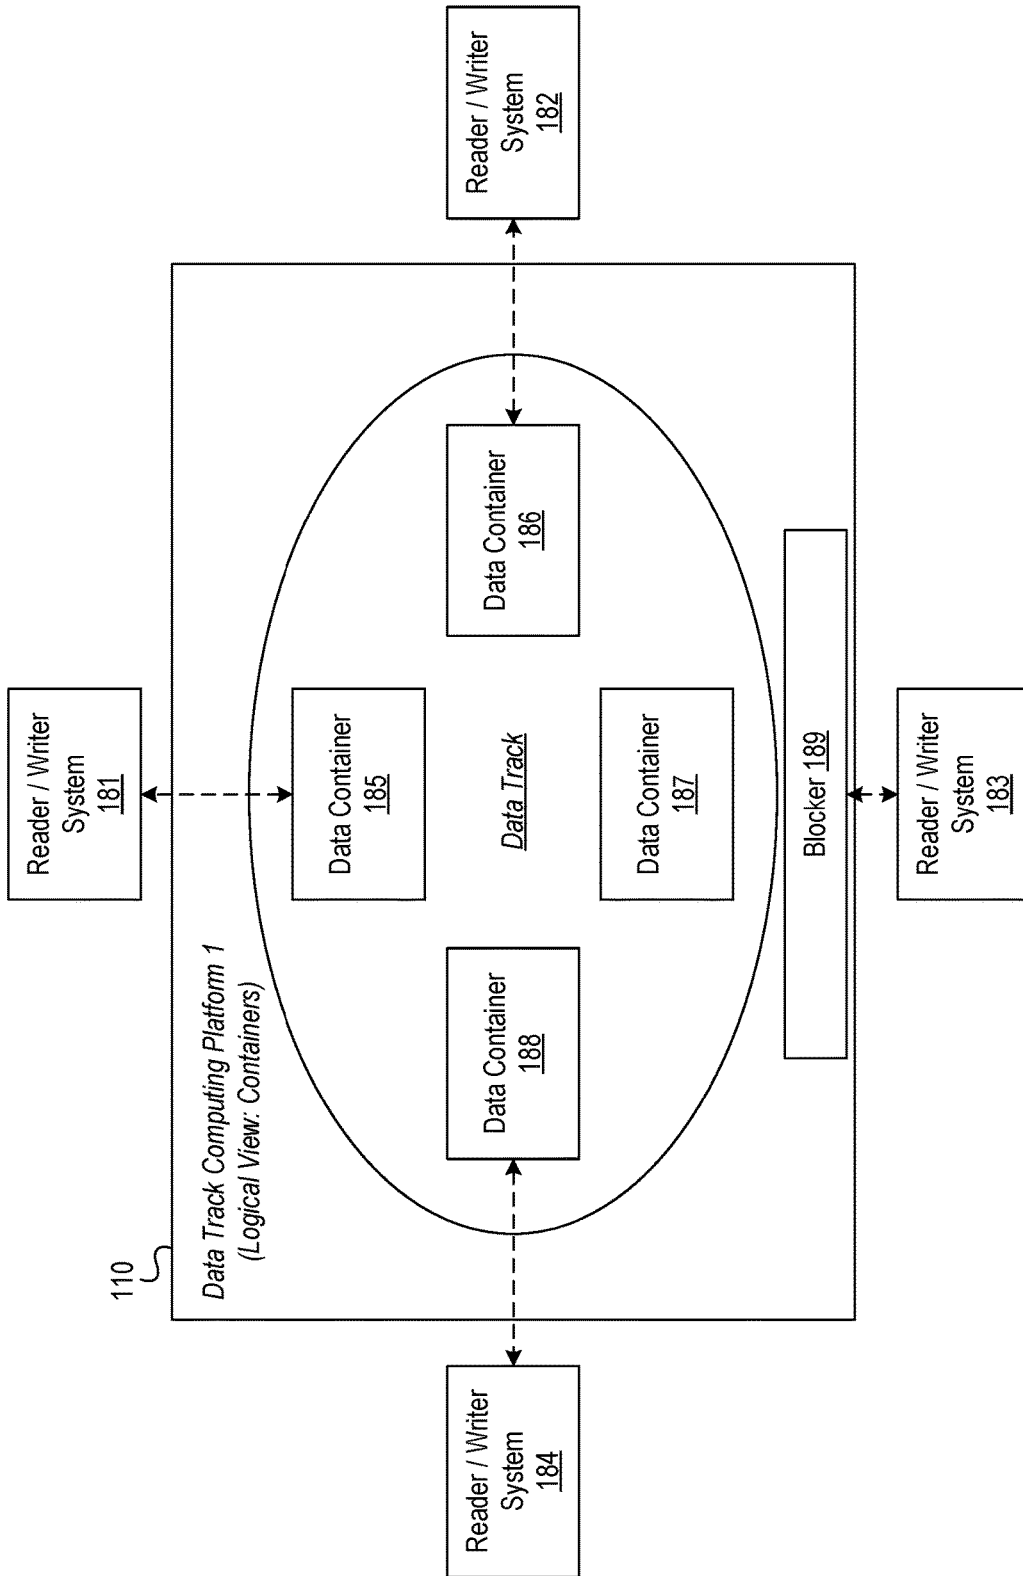 110
Data Track Computing Platform 1
(Logical View: Containers)
Reader / Writer
System
181
Reader / Writer
System
184
Data Container
185
Data Container
188
Data Track
Data Container
186
Reader / Writer
System
182
Data Container
187
Blocker 189
Reader / Writer
System
183